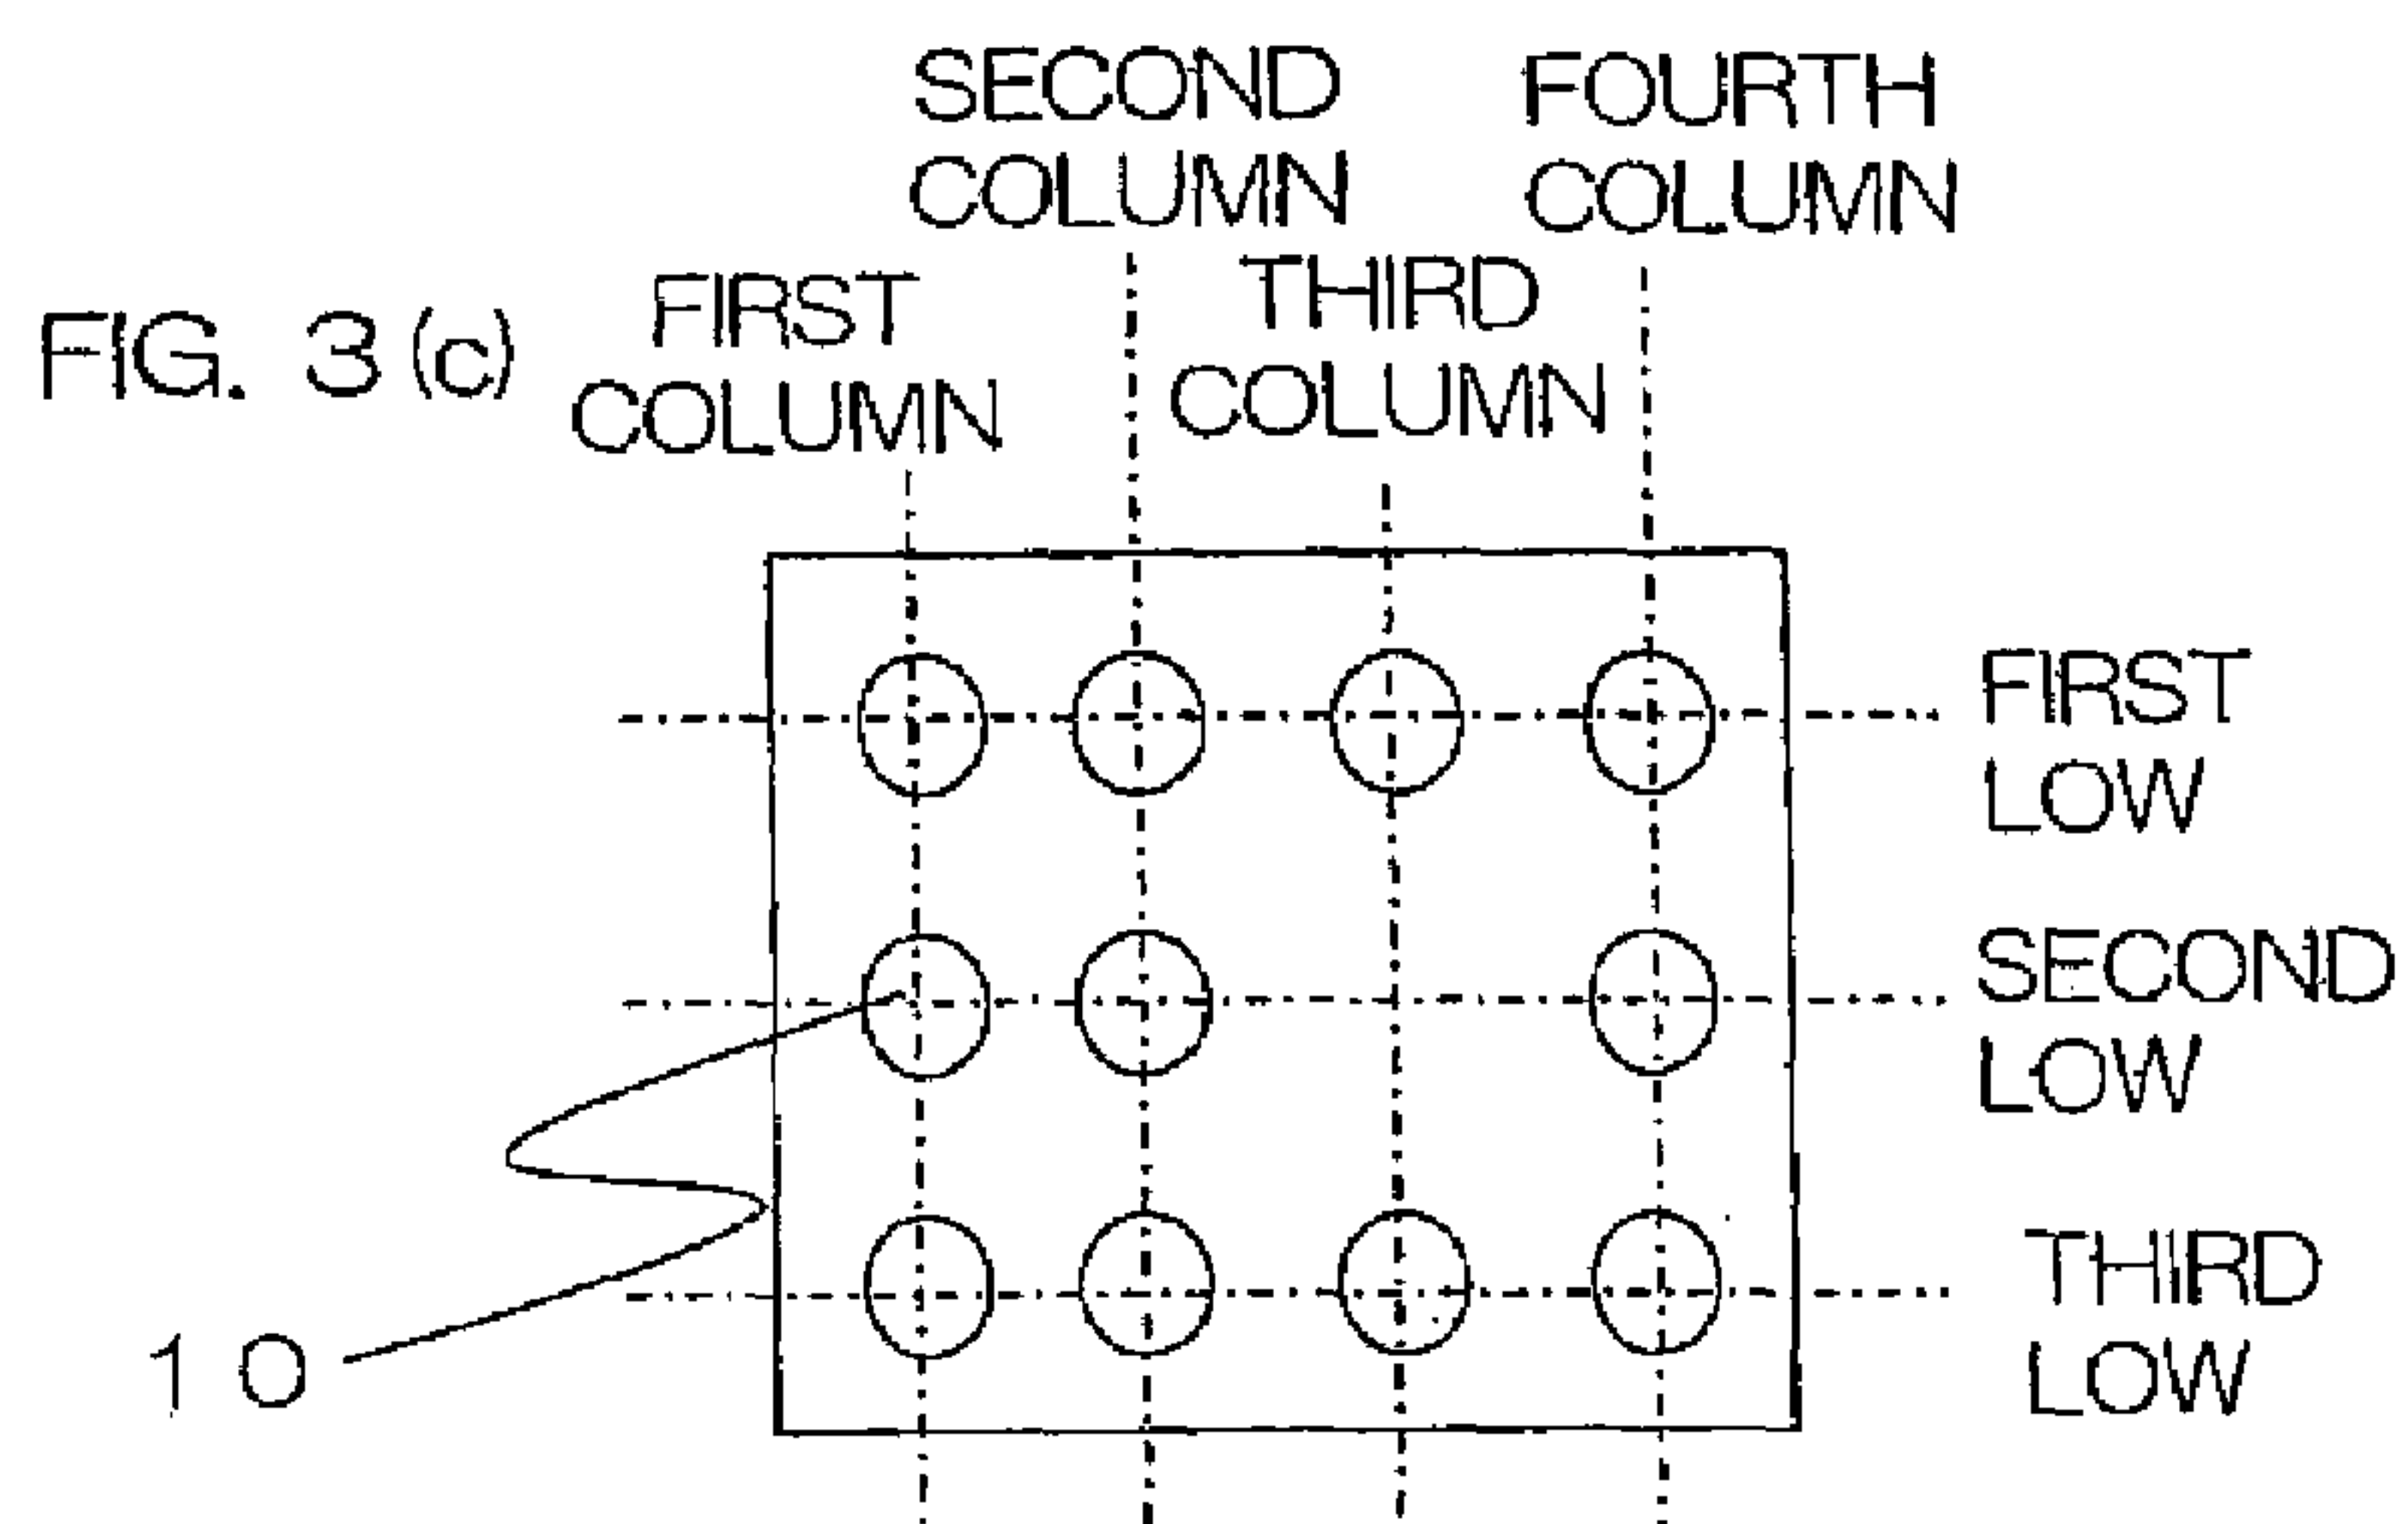 FIG. 3 (c)
FIRST
COLUMN
SECOND
COLUMN
THIRD
COLUMN
FOURTH
COLUMN
FIRST
LOW
SECOND
LOW
THIRD
LOW
10